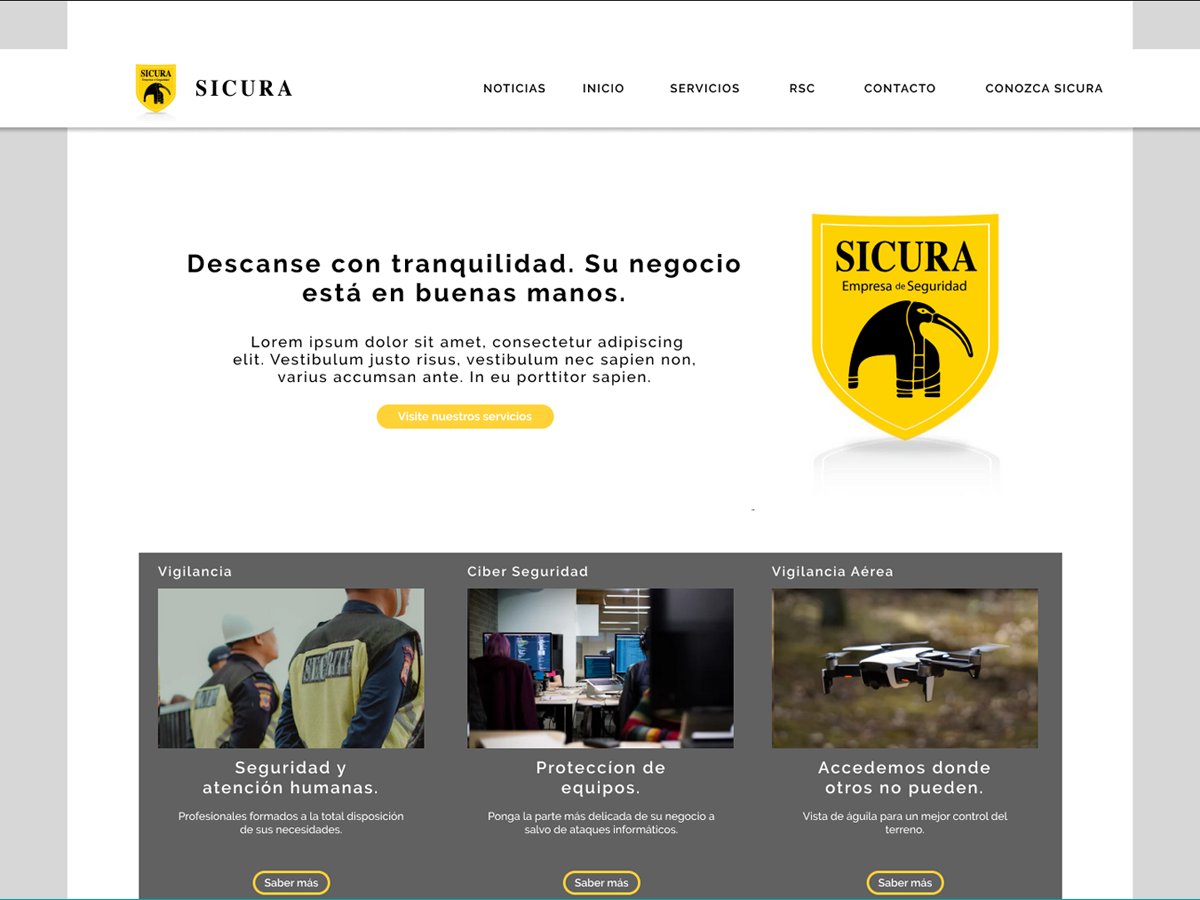 SICURA
SICURA
NOTICIAS
INICIO
SERVICIOS
RSC
CONTACTO
CONOZCA SICURA
Descanse con tranquilidad. Su negocio
está en buenas manos.
Lorem ipsum dolor sit amet, consectetur adipiscing
elit. Vestibulum justo risus, vestibulum nec sapien non,
varius accumsan ante. In eu porttitor sapien.
Visite nuestros servicios
SICURA
Empresa de Seguridad
-
Vigilancia
Ciber Seguridad
Vigilancia Aérea
Seguridad y
atención humanas.
Profesionales formados a la total disposición
de sus necesidades.
Saber más
Proteccíon de
equipos.
Ponga la parte más delicada de su negocio a
salvo de ataques informáticos.
Saber más
Accedemos donde
otros no pueden.
Vista de águila para un mejor control del
terreno.
Saber más